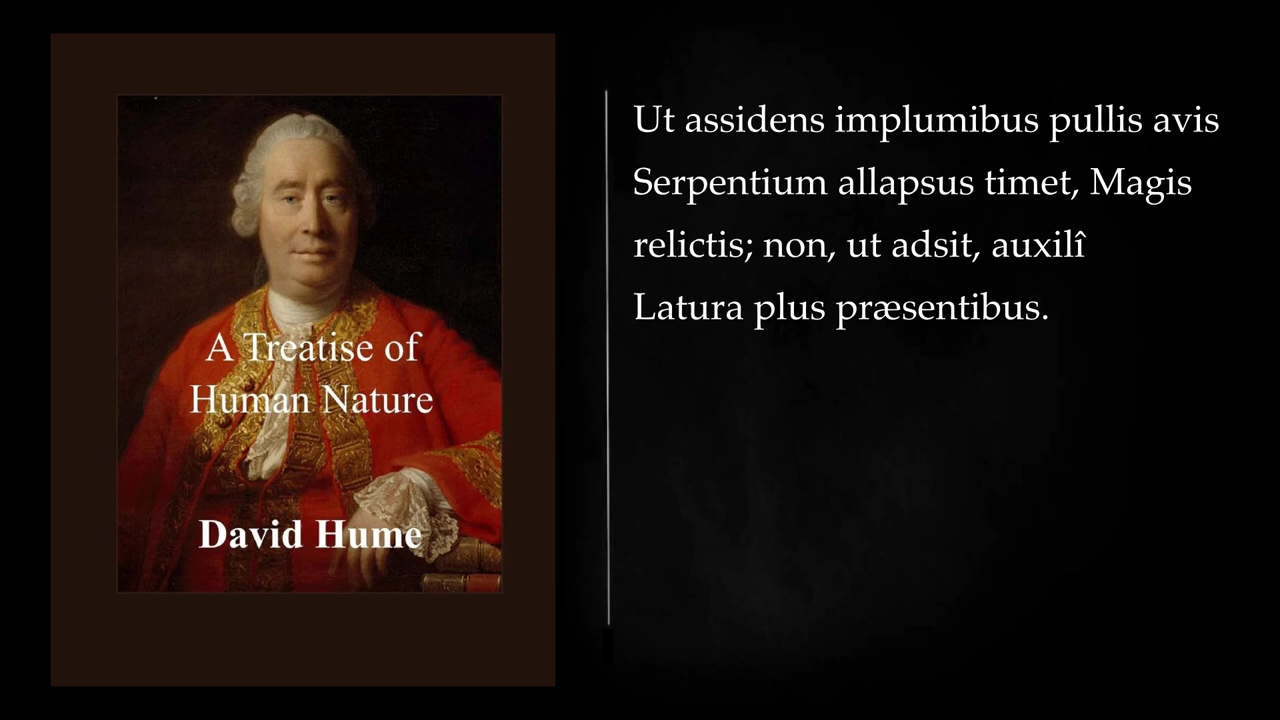 A Treatise of
Human Nature
David Hume
Ut assidens implumibus pullis avis
Serpentium allapsus timet, Magis
relictis; non, ut adsit, auxilî
Latura plus præsentibus.